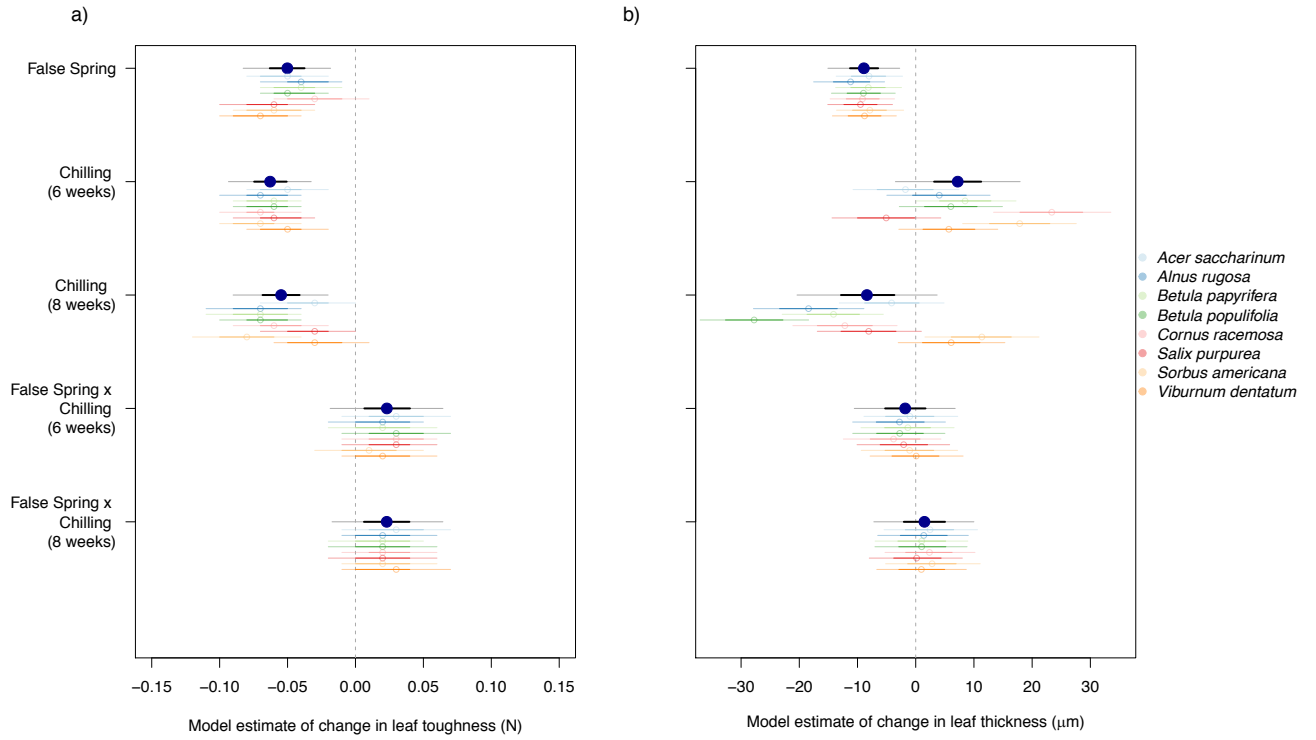 a)
b)
False Spring
Chilling
(6 weeks)
Chilling
(8 weeks)
False Spring x
Chilling
(6 weeks)
False Spring x
Chilling
(8 weeks)
−0.15 −0.10 −0.05 0.00 0.05 0.10 0.15
Model estimate of change in leaf toughness (N)
−30 −20 −10 0 10 20 30
Model estimate of change in leaf thickness (μm)
Acer saccharinum
Alnus rugosa
Betula papyrifera
Betula populifolia
Cornus racemosa
Salix purpurea
Sorbus americana
Viburnum dentatum